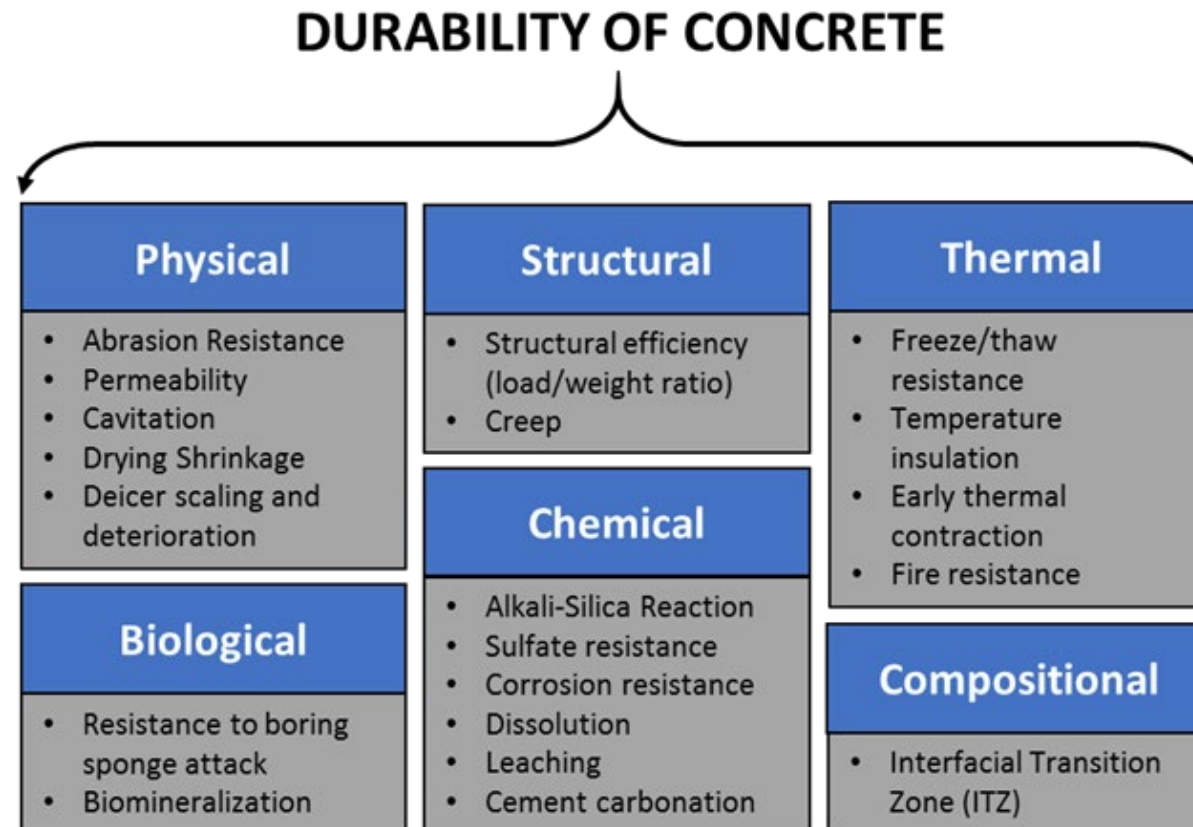 DURABILITY OF CONCRETE
Physical
• Abrasion Resistance
• Permeability
• Cavitation
• Drying Shrinkage
• Deicer scaling and
deterioration
Biological
• Resistance to boring
sponge attack
• Biomineralization
Structural
• Structural efficiency
(load/weight ratio)
• Creep
Chemical
• Alkali-Silica Reaction
• Sulfate resistance
• Corrosion resistance
• Dissolution
• Leaching
• Cement carbonation
Thermal
• Freeze/thaw
resistance
• Temperature
insulation
• Early thermal
contraction
• Fire resistance
Compositional
• Interfacial Transition
Zone (ITZ)